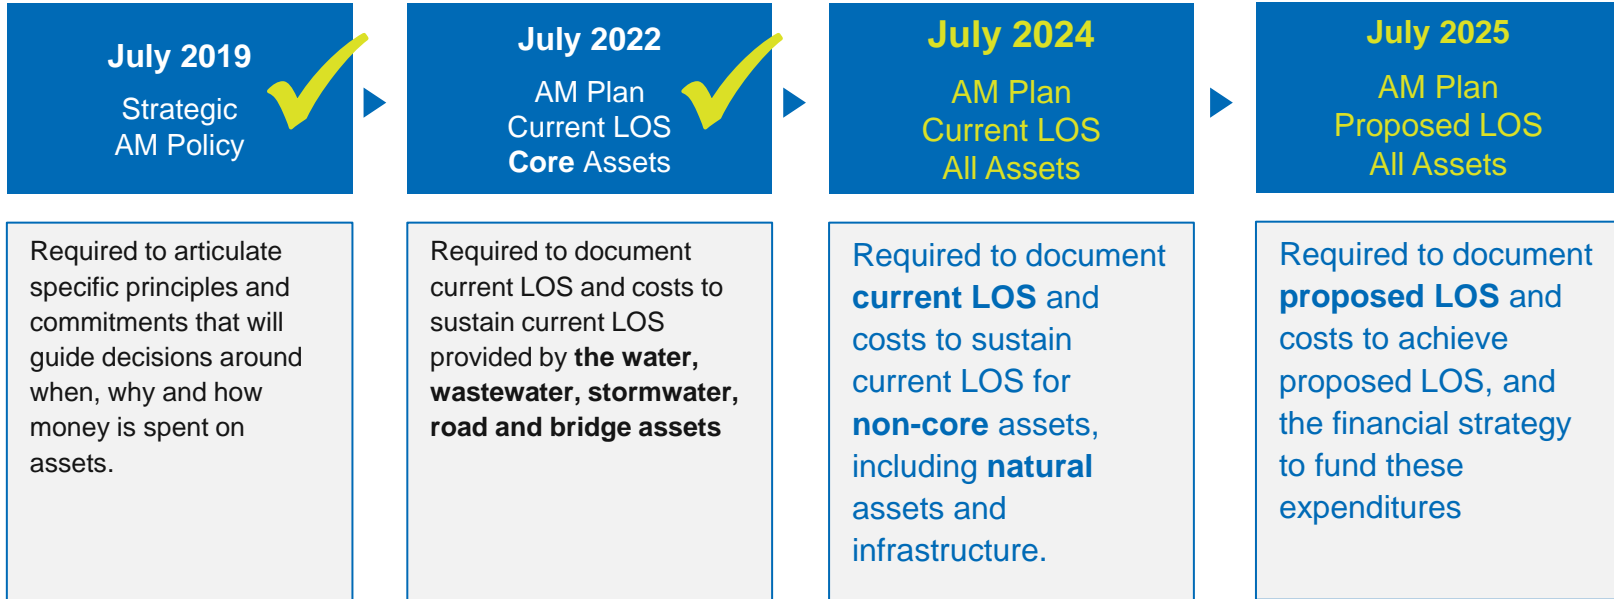 July 2019
Strategic
AM Policy
July 2022
AM Plan
Current LOS
Core Assets
July 2024
AM Plan
Current LOS
All Assets
July 2025
AM Plan
Proposed LOS
All Assets
Required to articulate
specific principles and
commitments that will
guide decisions around
when, why and how
money is spent on
assets.
Required to document
current LOS and costs to
sustain current LOS
provided by the water,
wastewater, stormwater,
road and bridge assets
Required to document
current LOS and
costs to sustain
current LOS for
non-core assets,
including natural
assets and
infrastructure.
Required to document
proposed LOS and
costs to achieve
proposed LOS, and
the financial strategy
to fund these
expenditures